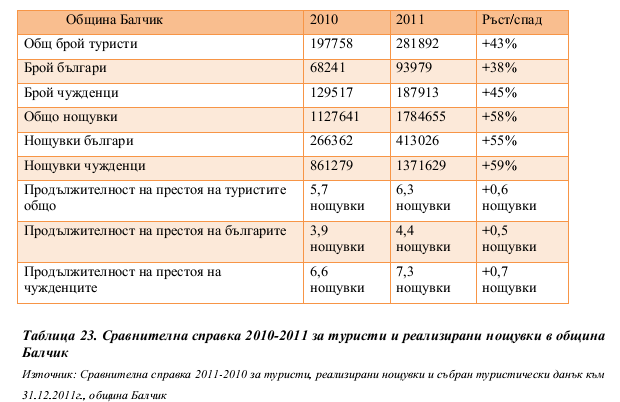 Община Балчик 2010 2011 Ръст/спад
Общ брой туристи 197758 281892 +43%
Брой българи 68241 93979 +38%
Брой чужденци 129517 187913 +45%
Общо нощувки 1127641 1784655 +58%
Нощувки българи 266362 413026 +55%
Нощувки чужденци 861279 1371629 +59%
Продължителност на престоя на туристите 5,7 6,3 +0,6
общо нощувки нощувки нощувки
Продължителност на престоя на българите 3,9 4,4 +0,5
нощувки нощувки нощувки
Продължителност на престоя на 6,6 7,3 +0,7
чужденците нощувки нощувки нощувки
Таблица 23. Сравнителна справка 2010-2011 за туристи и реализирани нощувки в община
Балчик
Източник: Сравнителна справка 2011-2010 за туристи, реализирани нощувки и събран туристически данък към
31.12.2011г., община Балчик